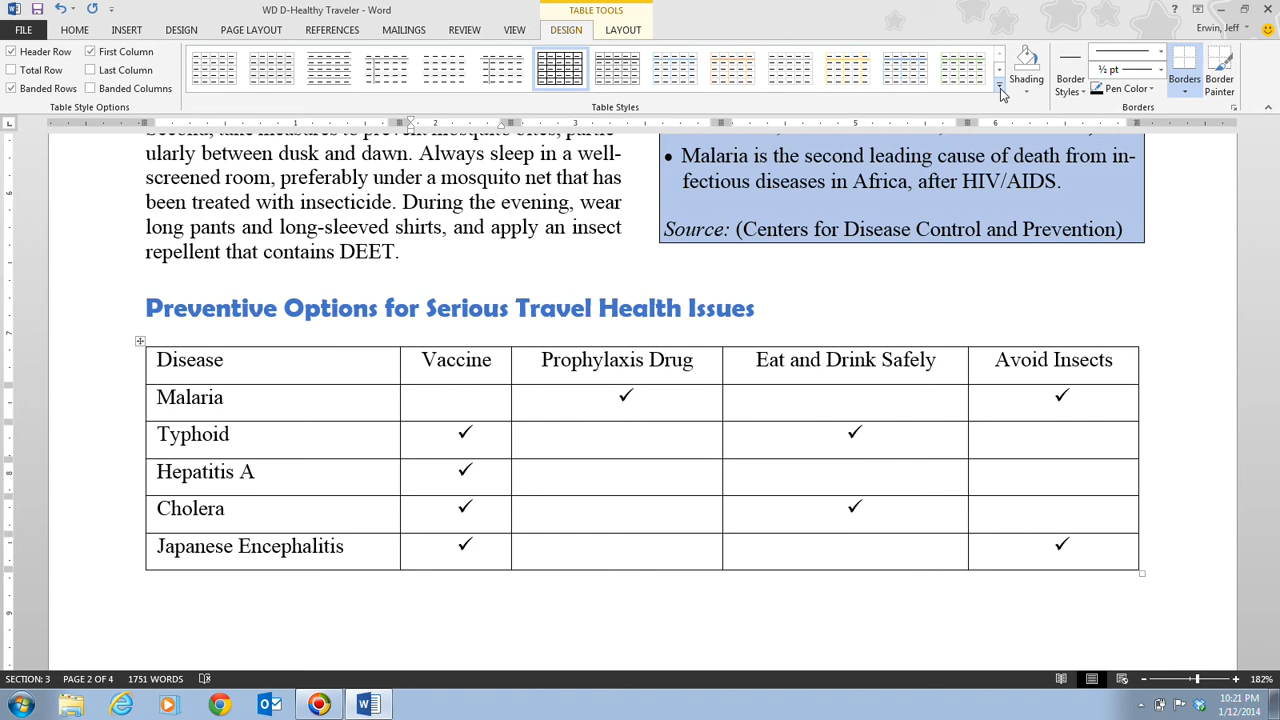 WD D-Healthy Traveler - Word
TABLE TOOLS
FILE
HOME
INSERT
DESIGN
PAGE LAYOUT
REFERENCES
MAILINGS
REVIEW
VIEW
DESIGN
LAYOUT
Erwin, Jeff
Header Row
First Column
Total Row
Last Column
Banded Rows
Banded Columns
Table Style Options
Table Styles
Shading
Border Styles
½ pt
Pen Color
Borders
Border Painter
Borders
2
3
5
6
ularly between dusk and dawn. Always sleep in a well-
screened room, preferably under a mosquito net that has
been treated with insecticide. During the evening, wear
long pants and long-sleeved shirts, and apply an insect
repellent that contains DEET.
• Malaria is the second leading cause of death from in-
fectious diseases in Africa, after HIV/AIDS.
Source: (Centers for Disease Control and Prevention)
Preventive Options for Serious Travel Health Issues
Disease Vaccine Prophylaxis Drug Eat and Drink Safely Avoid Insects
Malaria ✓ ✓
Typhoid ✓ ✓
Hepatitis A ✓
Cholera ✓ ✓
Japanese Encephalitis ✓ ✓
SECTION: 3 PAGE 2 OF 4 1751 WORDS
182%
10:21 PM
1/12/2014